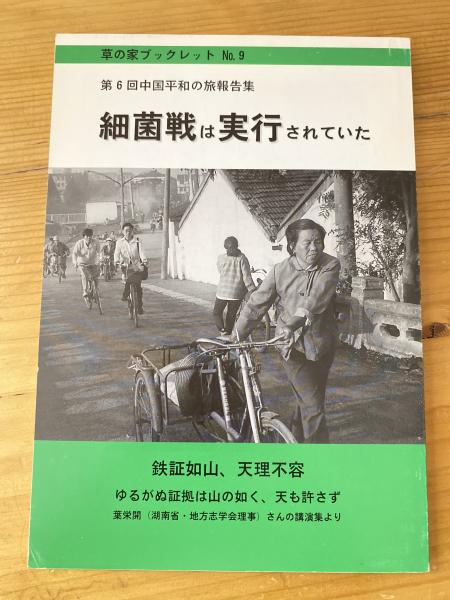 草の家ブックレット No.9
第6回中国平和の旅報告集
細菌戦は実行されていた
鉄証如山、天理不容
ゆるがぬ証拠は山の如く、天も許さず
葉栄開（湖南省・地方志学会理事）さんの講演集より